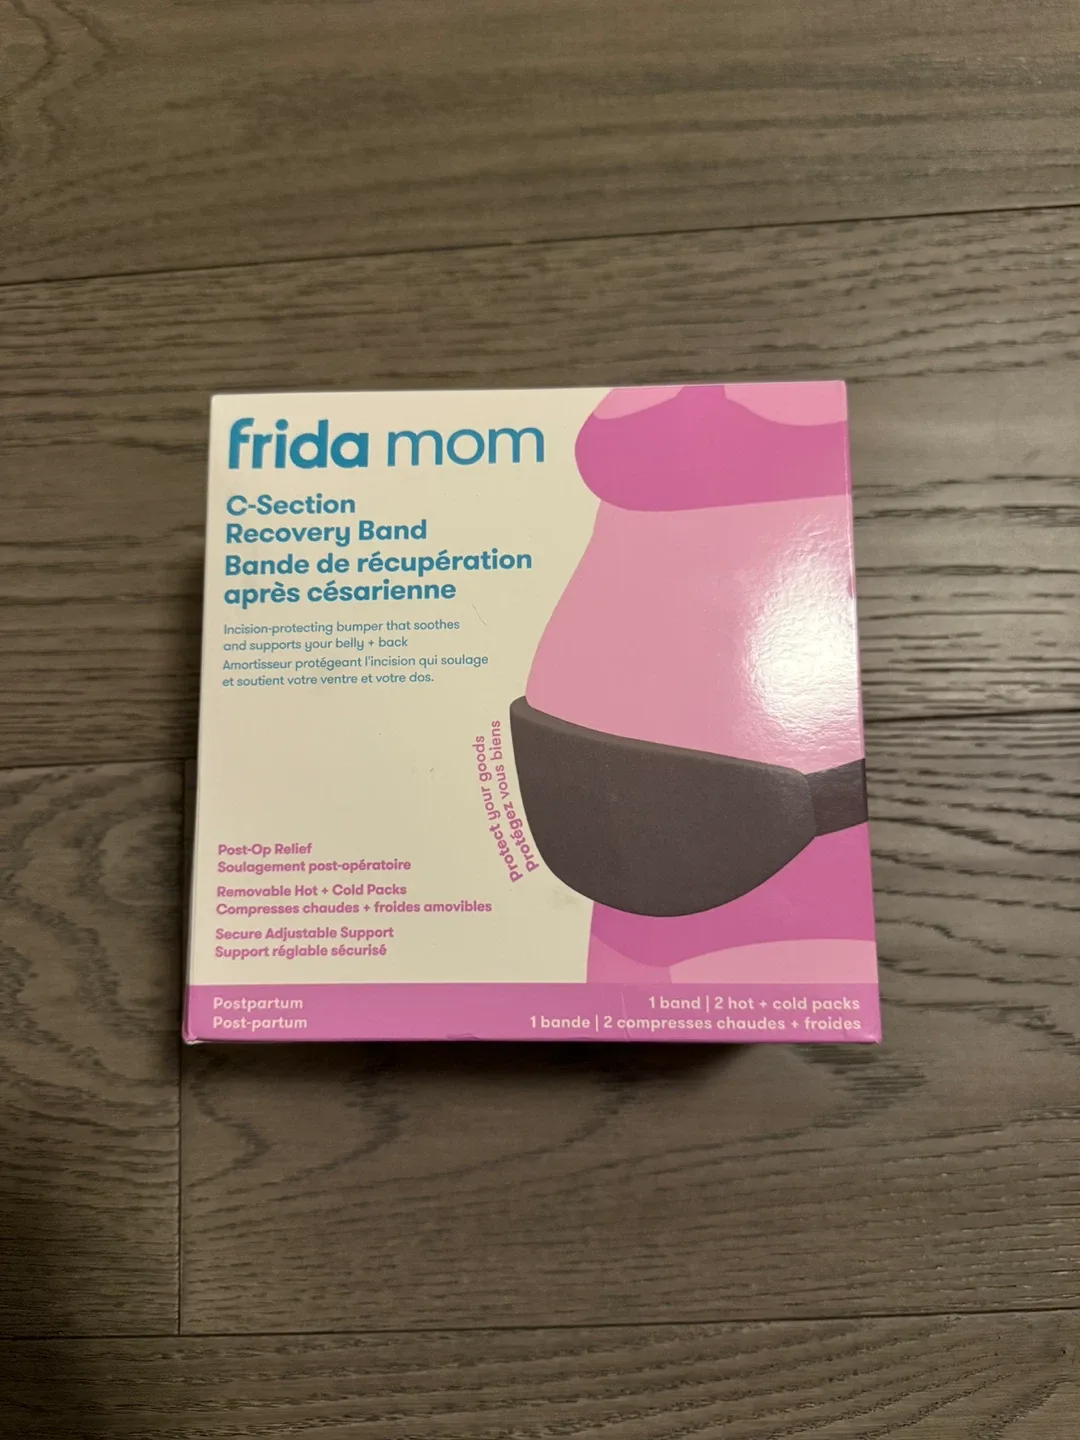 frida mom
C-Section
Recovery Band
Bande de récupération
après césarienne
Incision-protecting bumper that soothes
and supports your belly + back
Amortisseur protégeant l'incision qui soulage
et soutient votre ventre et votre dos.
Protect your goods
Protégez vous biens
Post-Op Relief
Soulagement post-opératoire
Removable Hot + Cold Packs
Compresses chaudes + froides amovibles
Secure Adjustable Support
Support réglable sécurisé
Postpartum
Post-partum
1 band | 2 hot + cold packs
1 bande | 2 compresses chaudes + froides